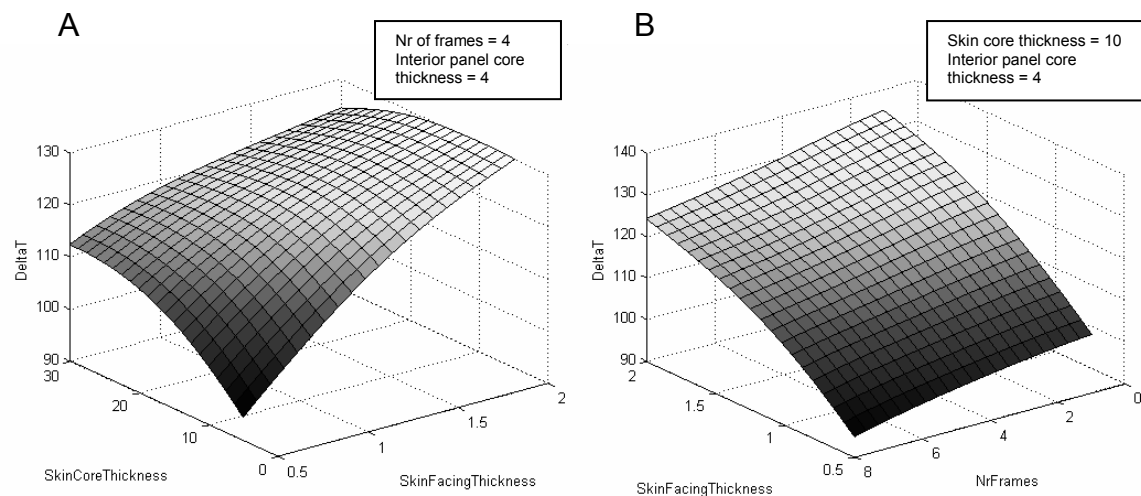 A
Nr of frames = 4
Interior panel core
thickness = 4
130
120
110
100
90
DeltaT
30
20
10
0
SkinCoreThickness
0.5
1
1.5
2
SkinFacingThickness
B
Skin core thickness = 10
Interior panel core
thickness = 4
140
130
120
110
100
90
DeltaT
2
1.5
1
0.5
SkinFacingThickness
8
6
4
2
0
NrFrames